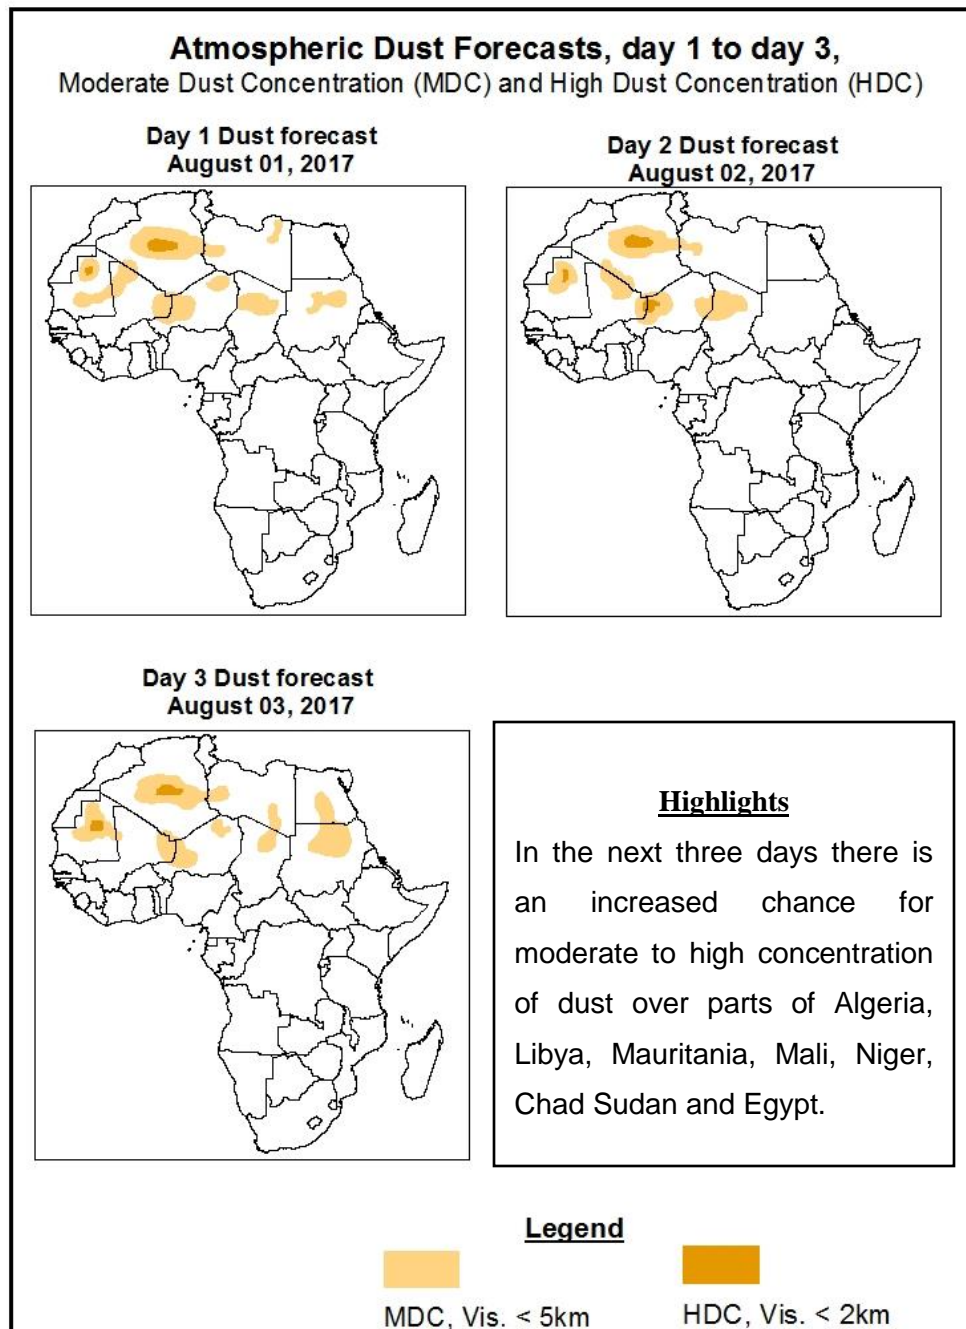 Atmospheric Dust Forecasts, day 1 to day 3,
Moderate Dust Concentration (MDC) and High Dust Concentration (HDC)
Day 1 Dust forecast
August 01, 2017
Day 2 Dust forecast
August 02, 2017
Day 3 Dust forecast
August 03, 2017
Highlights
In the next three days there is
an increased chance for
moderate to high concentration
of dust over parts of Algeria,
Libya, Mauritania, Mali, Niger,
Chad Sudan and Egypt.
Legend
MDC, Vis. < 5km
HDC, Vis. < 2km